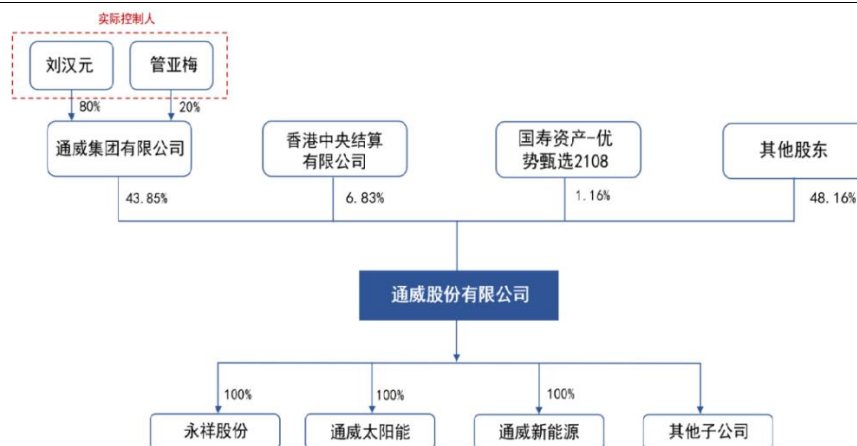 实际控制人
刘汉元
管亚梅
80%
20%
通威集团有限公司
香港中央结算
有限公司
国寿资产-优
势甄选2108
其他股东
43.85%
6.83%
1.16%
48.16%
通威股份有限公司
100%
100%
100%
永祥股份
通威太阳能
通威新能源
其他子公司